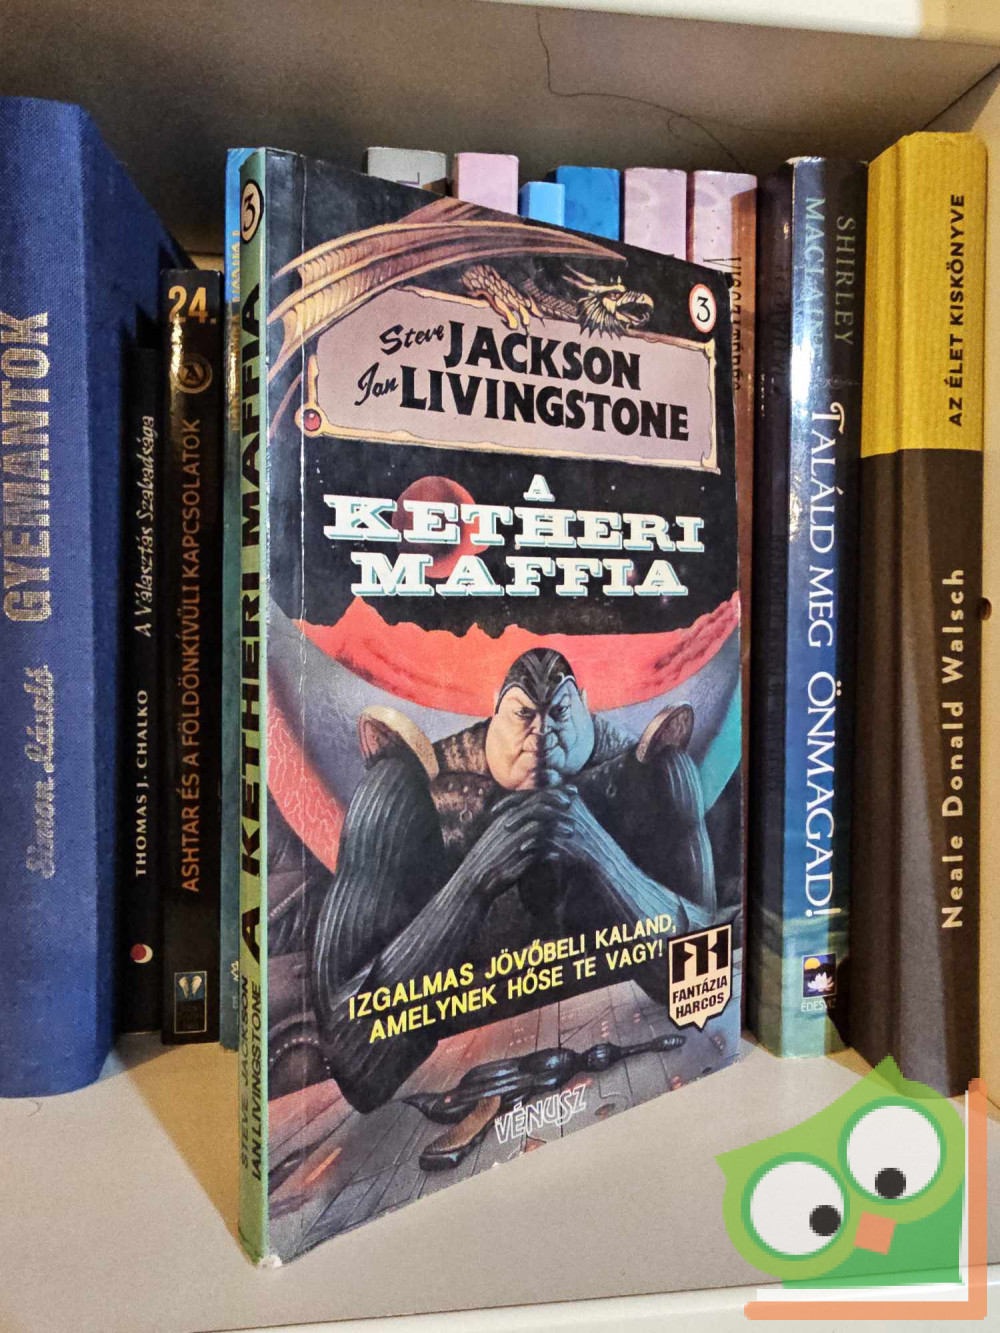 GYÉMÁNTOK
THOMAS J. CHALKO
A Választás Szabadsága
24.
ASHTAR ÉS A FÖLDÖNKÍVÜLI KAPCSOLATOK
3
A KETHERI MAFFIA
STEVE JACKSON
IAN LIVINGSTONE
3
Steve JACKSON
Ian LIVINGSTONE
A
KETHERI
MAFFIA
IZGALMAS JÖVŐBELI KALAND,
AMELYNEK HŐSE TE VAGY!
FH
FANTÁZIA
HARCOS
VÉNUSZ
SHIRLEY
MACLAINE
TALÁLD MEG ÖNMAGAD!
AZ ÉLET KISKÖNYVE
Neale Donald Walsch